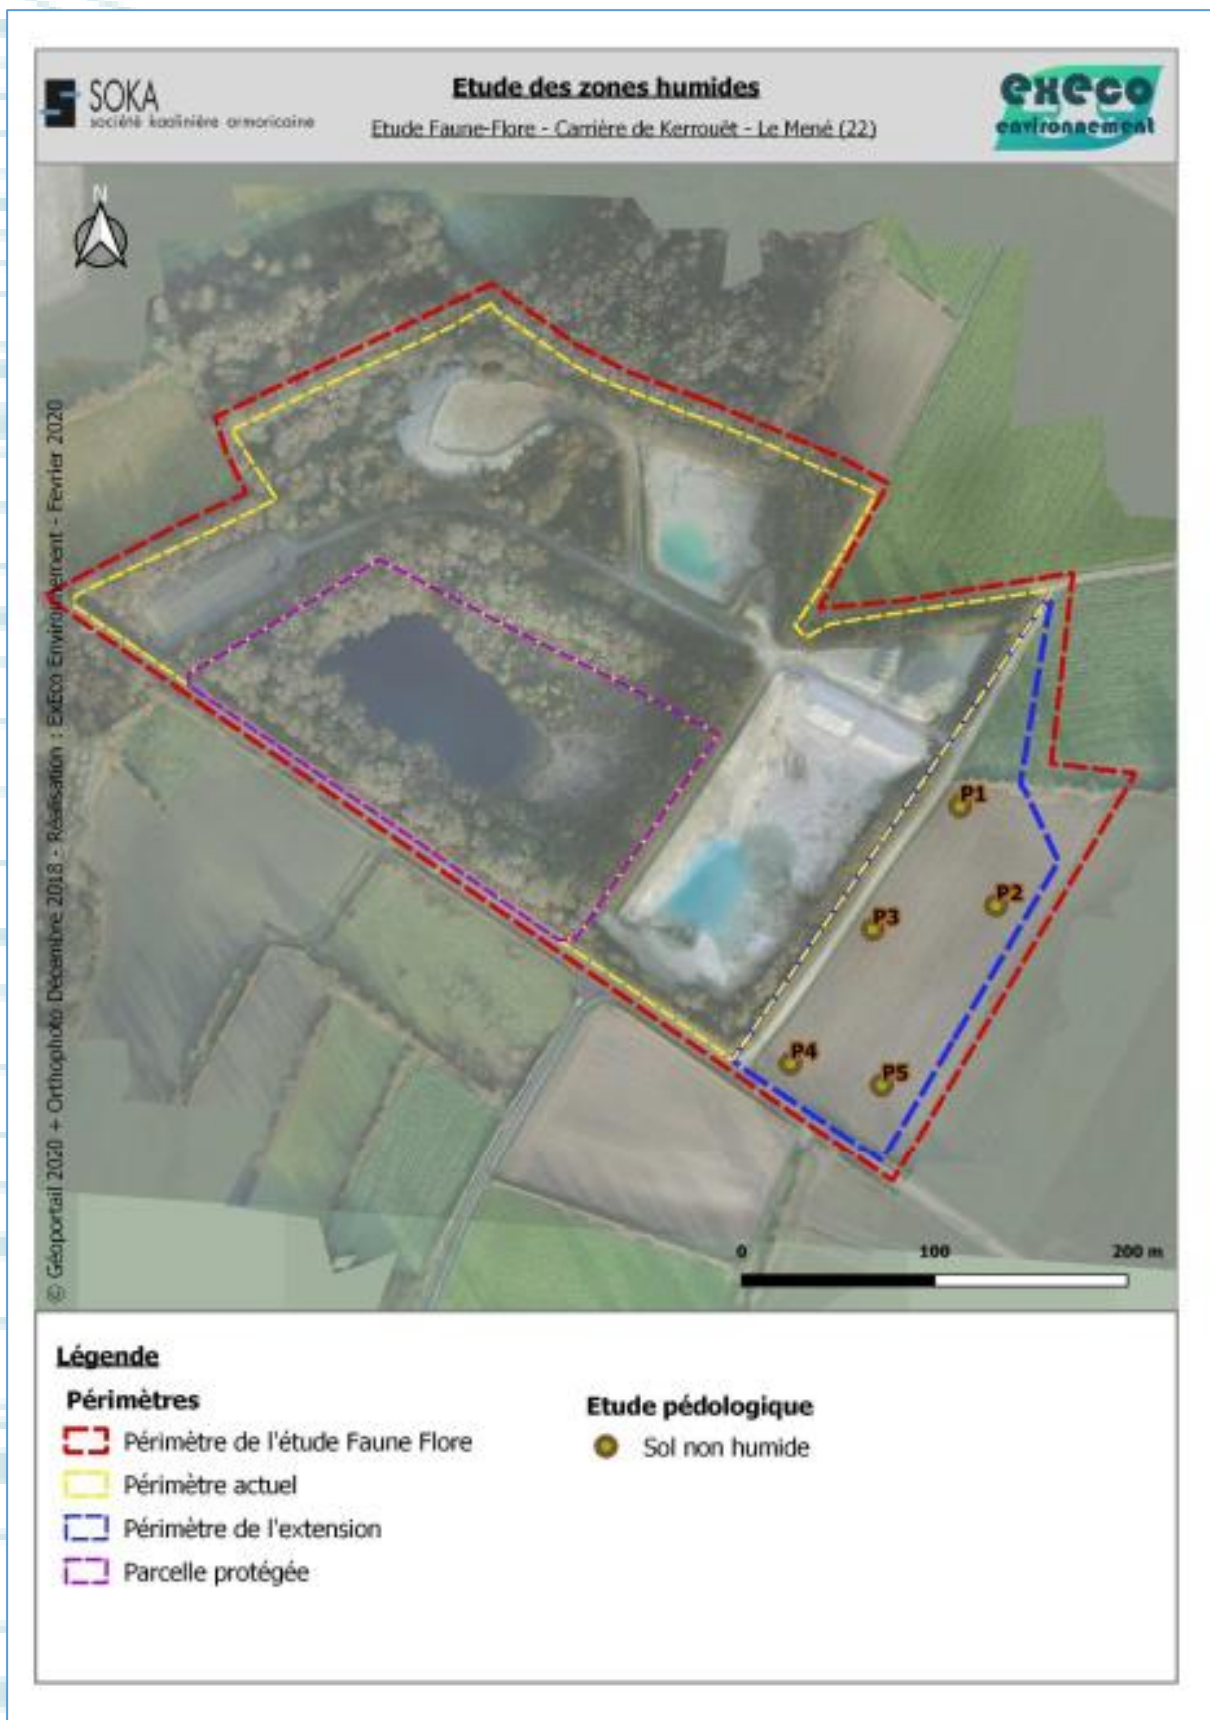 SOKA
société kaolinière armoricaine
Etude des zones humides
Etude Faune-Flore - Carrière de Kerrouët - Le Mené (22)
execo
environnement
N
© Géoportail 2020 + Orthophoto Décembre 2018 - Réalisation : ExEco Environnement - Fevrier 2020
P1
P2
P3
P4
P5
0 100 200 m
Légende
Périmètres
Périmètre de l'étude Faune Flore
Périmètre actuel
Périmètre de l'extension
Parcelle protégée
Etude pédologique
Sol non humide